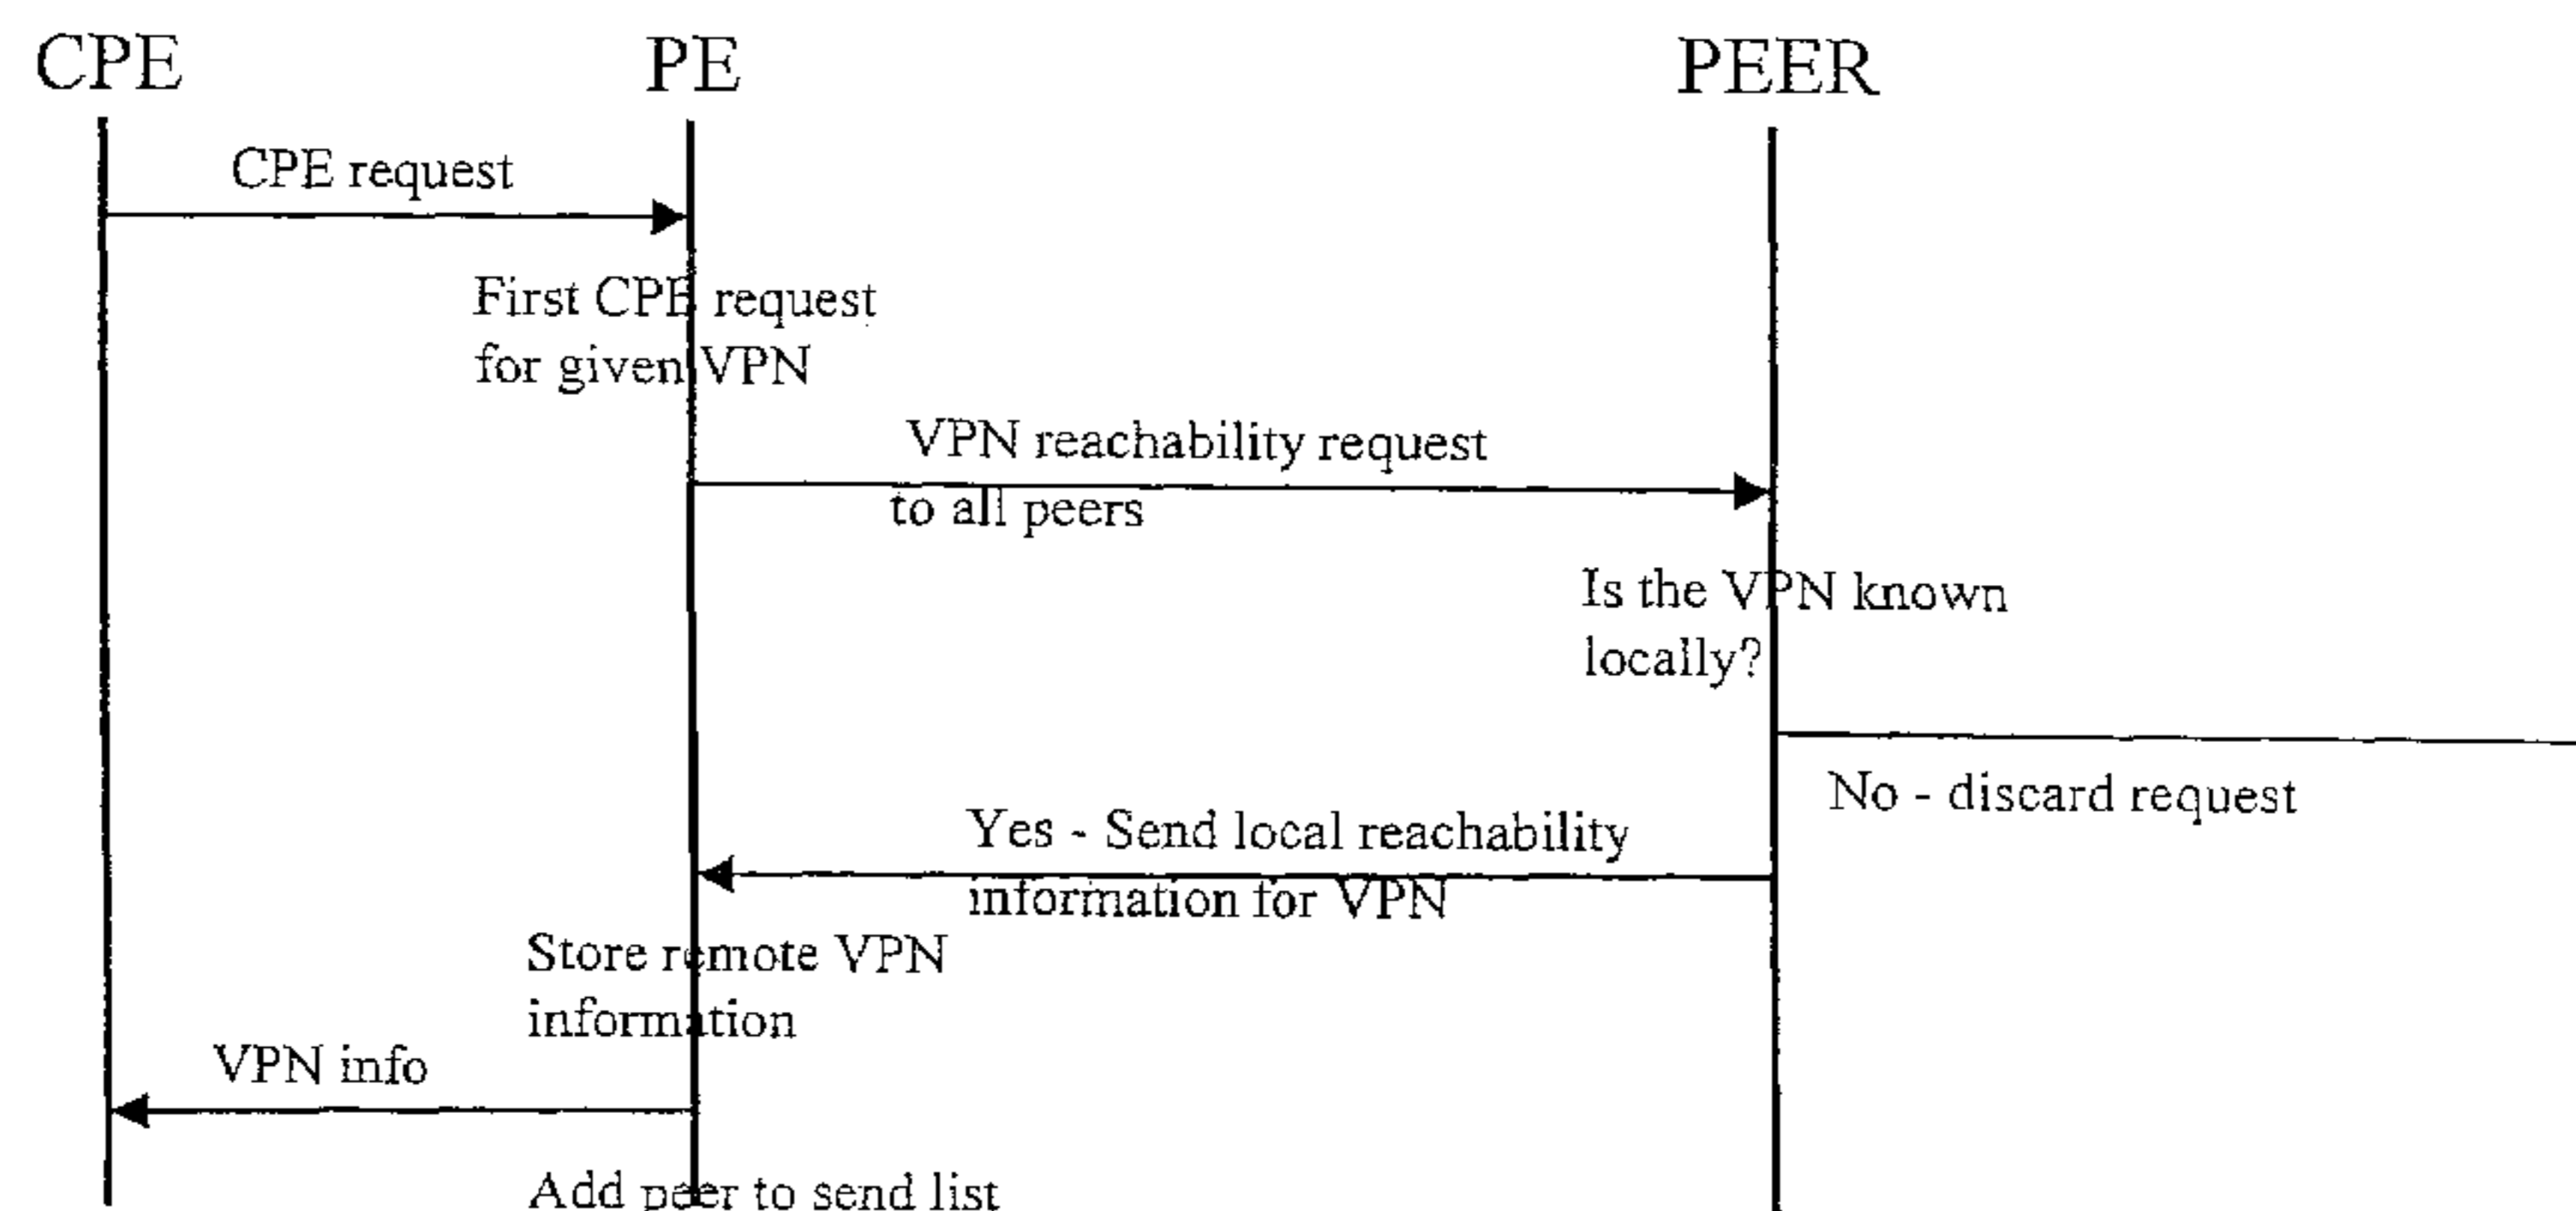 CPE PE PEER
CPE request
First CPE request
for given VPN
VPN reachability request
to all peers
Is the VPN known
locally?
No - discard request
Yes - Send local reachability
information for VPN
Store remote VPN
information
VPN info
Add peer to send list